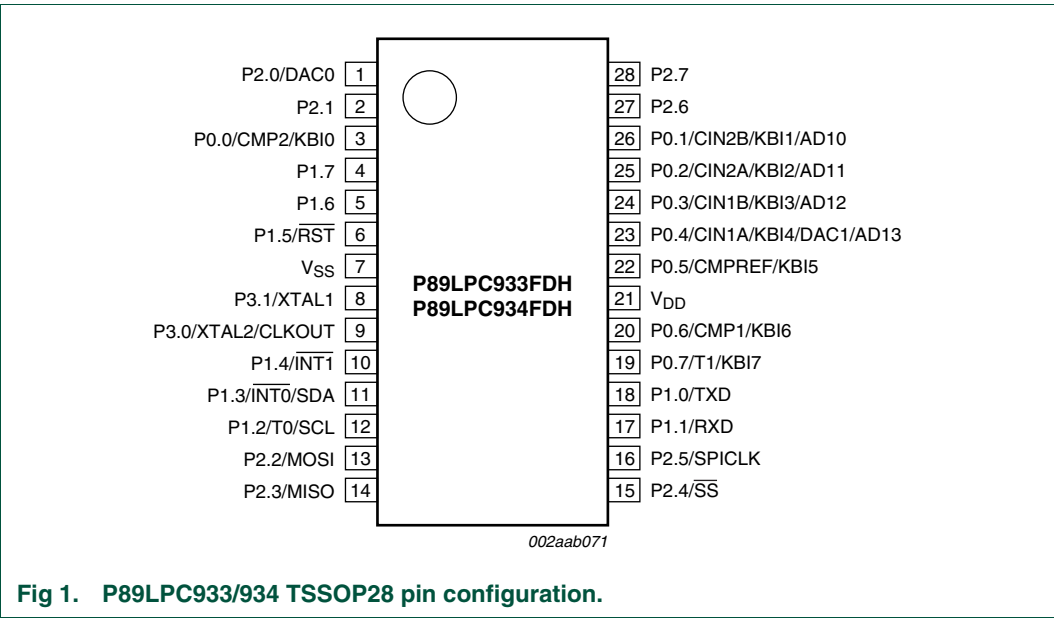 P2.0/DAC0 1
P2.1 2
P0.0/CMP2/KBI0 3
P1.7 4
P1.6 5
P1.5/R̅S̅T̅ 6
VSS 7
P3.1/XTAL1 8
P3.0/XTAL2/CLKOUT 9
P1.4/I̅N̅T̅1̅ 10
P1.3/I̅N̅T̅0̅/SDA 11
P1.2/T0/SCL 12
P2.2/MOSI 13
P2.3/MISO 14
P89LPC933FDH
P89LPC934FDH
28 P2.7
27 P2.6
26 P0.1/CIN2B/KBI1/AD10
25 P0.2/CIN2A/KBI2/AD11
24 P0.3/CIN1B/KBI3/AD12
23 P0.4/CIN1A/KBI4/DAC1/AD13
22 P0.5/CMPREF/KBI5
21 VDD
20 P0.6/CMP1/KBI6
19 P0.7/T1/KBI7
18 P1.0/TXD
17 P1.1/RXD
16 P2.5/SPICLK
15 P2.4/S̅S̅
002aab071
Fig 1. P89LPC933/934 TSSOP28 pin configuration.